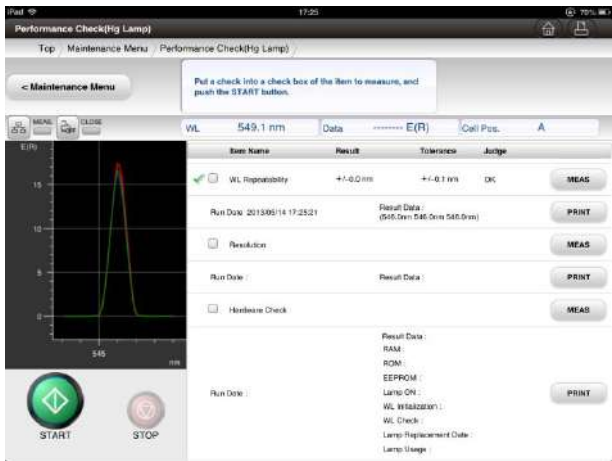 iPad
17:25
70%
Performance Check(Hg Lamp)
Top
Maintenance Menu
Performance Check(Hg Lamp)
< Maintenance Menu
Put a check into a check box of the item to measure, and
push the START button.
MEAS
CLOSE
WL 549.1 nm Data ------- E(R) Cell Pos. A
E(R)
15
10
5
0
545
nm
START
STOP
Item Name Result Tolerance Judge
WL Repeatability +/-0.0 nm +/-0.1 nm OK MEAS
Run Date 2013/05/14 17:25:21 Result Data :
(546.0nm 546.0nm 546.0nm)
PRINT
Resolution MEAS
Run Date : Result Data : PRINT
Hardware Check MEAS
Result Data :
RAM :
ROM :
EEPROM :
Run Date : Lamp ON : PRINT
WL Initialization :
WL Check :
Lamp Replacement Date :
Lamp Usage :